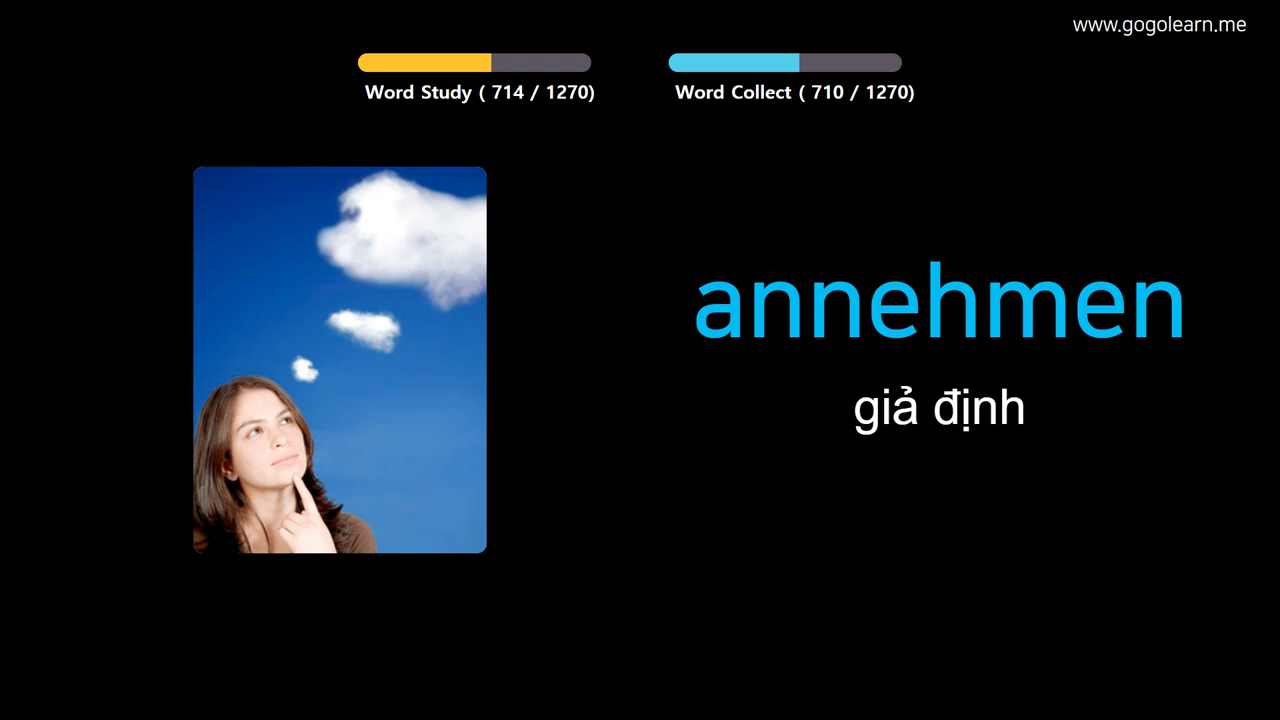 www.gogolearn.me
Word Study ( 714 / 1270)
Word Collect ( 710 / 1270)
annehmen
giả định